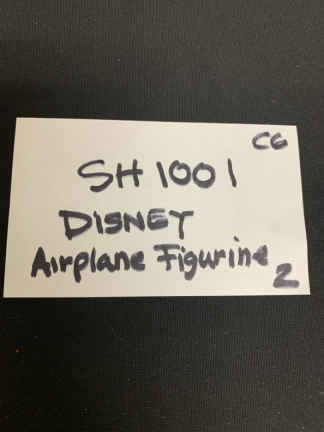 C6
SH 1001
DISNEY
Airplane Figurine
2